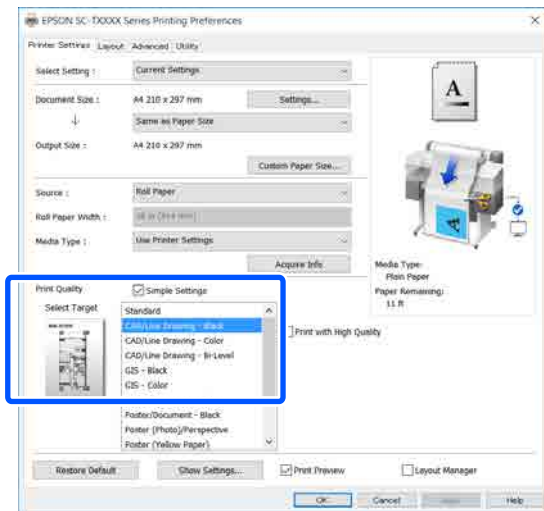 EPSON SC-TXXXX Series Printing Preferences
Printer Settings Layout Advanced Utility
Select Setting : Current Settings
Document Size : A4 210 x 297 mm Settings...
Same as Paper Size
Output Size : A4 210 x 297 mm
Custom Paper Size...
Source : Roll Paper
Roll Paper Width :
Media Type : Use Printer Settings
Acquire Info
A
Media Type:
Plain Paper
Paper Remaining:
11 ft
Print Quality Simple Settings
Select Target
Standard
CAD/Line Drawing - Black
CAD/Line Drawing - Color
CAD/Line Drawing - Bi-Level
GIS - Black
GIS - Color
Poster/Document - Black
Poster (Photo)/Perspective
Poster (Yellow Paper)
Print with High Quality
Restore Default Show Settings... Print Preview Layout Manager
OK Cancel Help